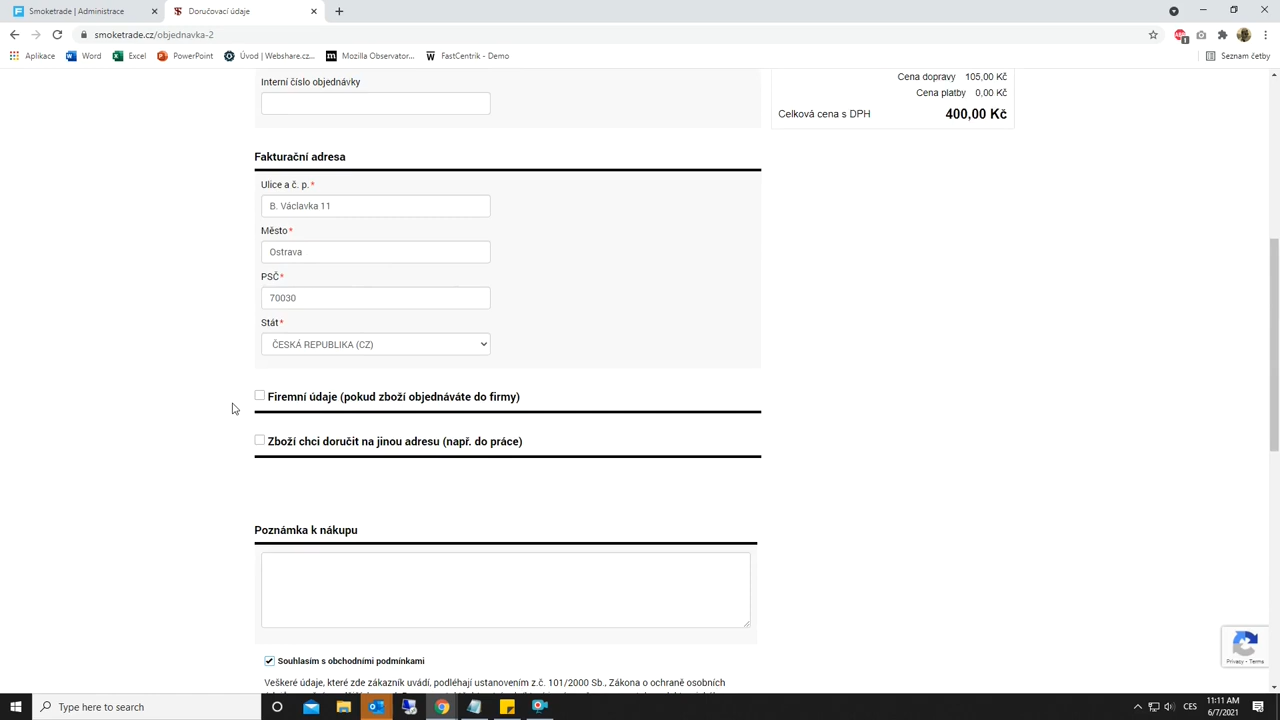 Smoketrade | Administrace
Doručovací údaje
smoketrade.cz/objednavka-2
Aplikace
Word
Excel
PowerPoint
Úvod | Webshare.cz...
Mozilla Observator...
FastCentrik - Demo
Seznam četby
Interní číslo objednávky
Cena dopravy 105,00 Kč
Cena platby 0,00 Kč
Celková cena s DPH 400,00 Kč
Fakturační adresa
Ulice a č. p.*
B. Václavka 11
Město*
Ostrava
PSČ*
70030
Stát*
ČESKÁ REPUBLIKA (CZ)
Firemní údaje (pokud zboží objednáváte do firmy)
Zboží chci doručit na jinou adresu (např. do práce)
Poznámka k nákupu
Souhlasím s obchodními podmínkami
Veškeré údaje, které zde zákazník uvádí, podléhají ustanovením z.č. 101/2000 Sb., Zákona o ochraně osobních
Privacy - Terms
Type here to search
CES
11:11 AM
6/7/2021